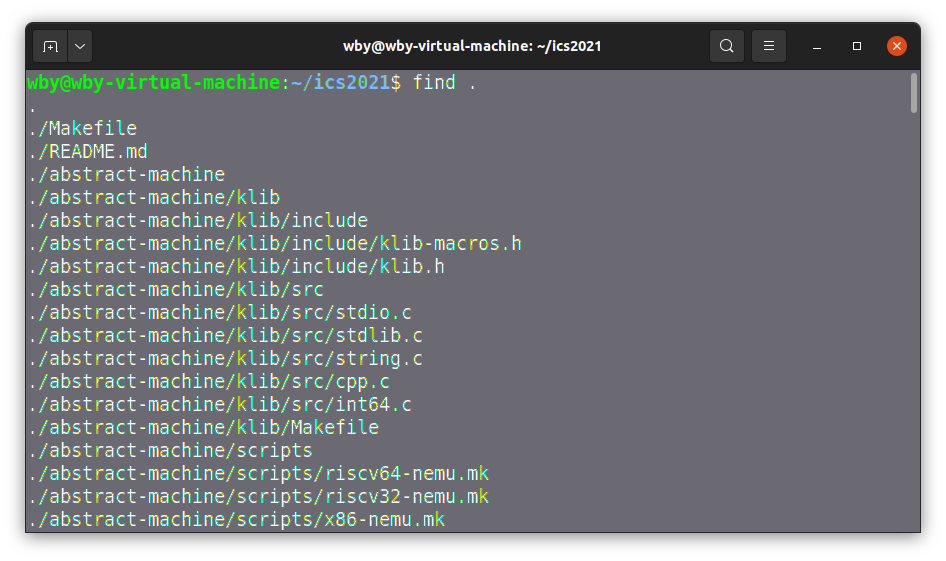 wby@wby-virtual-machine: ~/ics2021
wby@wby-virtual-machine:~/ics2021$ find .
.
./Makefile
./README.md
./abstract-machine
./abstract-machine/klib
./abstract-machine/klib/include
./abstract-machine/klib/include/klib-macros.h
./abstract-machine/klib/include/klib.h
./abstract-machine/klib/src
./abstract-machine/klib/src/stdio.c
./abstract-machine/klib/src/stdlib.c
./abstract-machine/klib/src/string.c
./abstract-machine/klib/src/cpp.c
./abstract-machine/klib/src/int64.c
./abstract-machine/klib/Makefile
./abstract-machine/scripts
./abstract-machine/scripts/riscv64-nemu.mk
./abstract-machine/scripts/riscv32-nemu.mk
./abstract-machine/scripts/x86-nemu.mk